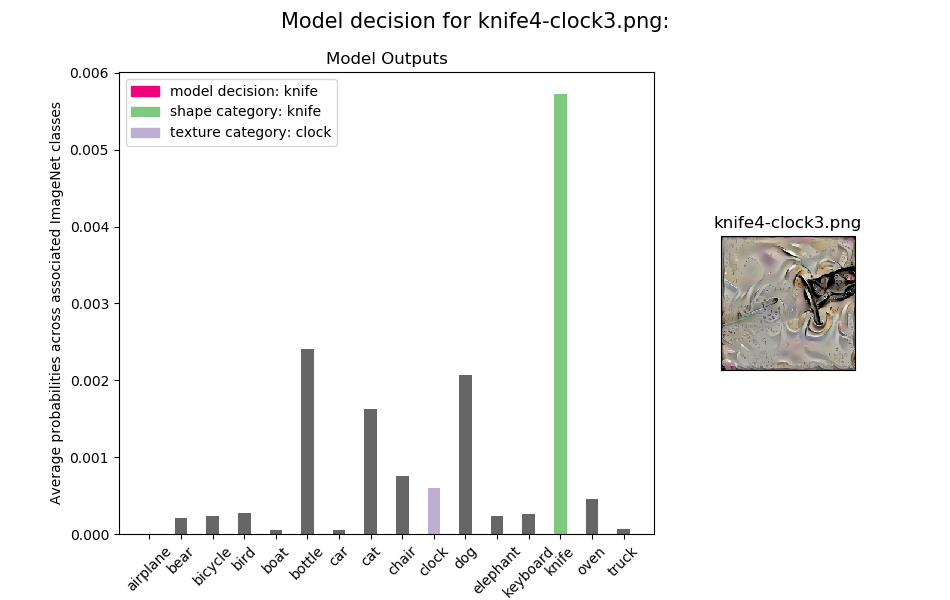 Model decision for knife4-clock3.png:
Model Outputs
Average probabilities across associated ImageNet classes
0.006
0.005
0.004
0.003
0.002
0.001
0.000
model decision: knife
shape category: knife
texture category: clock
airplane
bear
bicycle
bird
boat
bottle
car
cat
chair
clock
dog
elephant
keyboard
knife
oven
truck
knife4-clock3.png